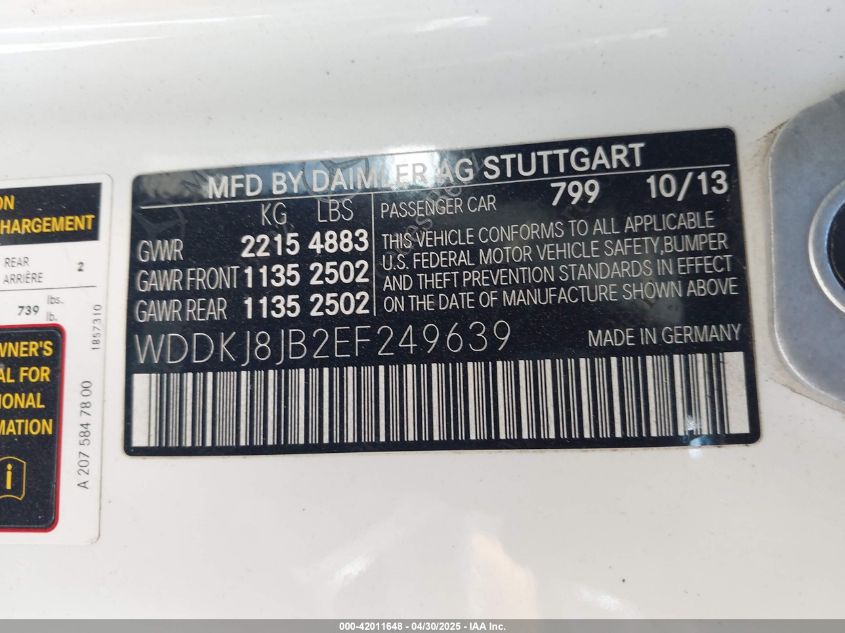 MFD BY DAIMLER AG STUTTGART
KG LBS
GVWR 2215 4883
GAWR FRONT 1135 2502
GAWR REAR 1135 2502
PASSENGER CAR 799 10/13
THIS VEHICLE CONFORMS TO ALL APPLICABLE
U.S. FEDERAL MOTOR VEHICLE SAFETY,BUMPER
AND THEFT PREVENTION STANDARDS IN EFFECT
ON THE DATE OF MANUFACTURE SHOWN ABOVE
WDDKJ8JB2EF249639 MADE IN GERMANY
ON
HARGEMENT
REAR
ARRIÈRE 2
739 lbs.
lb.
WNER'S
AL FOR
ONAL
MATION
1857310
A 207 584 78 00
000-42011648 - 04/30/2025 - IAA Inc.